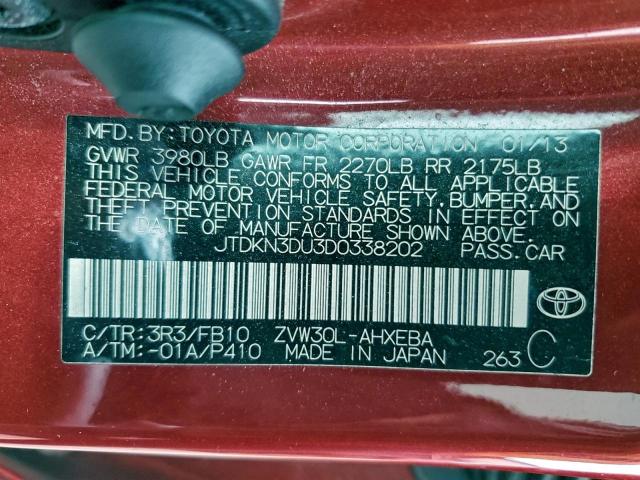 MFD. BY: TOYOTA MOTOR CORPORATION 01/13
GVWR 3980LB GAWR FR 2270LB RR 2175LB
THIS VEHICLE CONFORMS TO ALL APPLICABLE
FEDERAL MOTOR VEHICLE SAFETY, BUMPER, AND
THEFT PREVENTION STANDARDS IN EFFECT ON
THE DATE OF MANUFACTURE SHOWN ABOVE.
JTDKN3DU3D0338202 PASS. CAR
C/TR: 3R3/FB10 ZVW30L-AHXEBA
A/TM: -01A/P410 MADE IN JAPAN 263 C